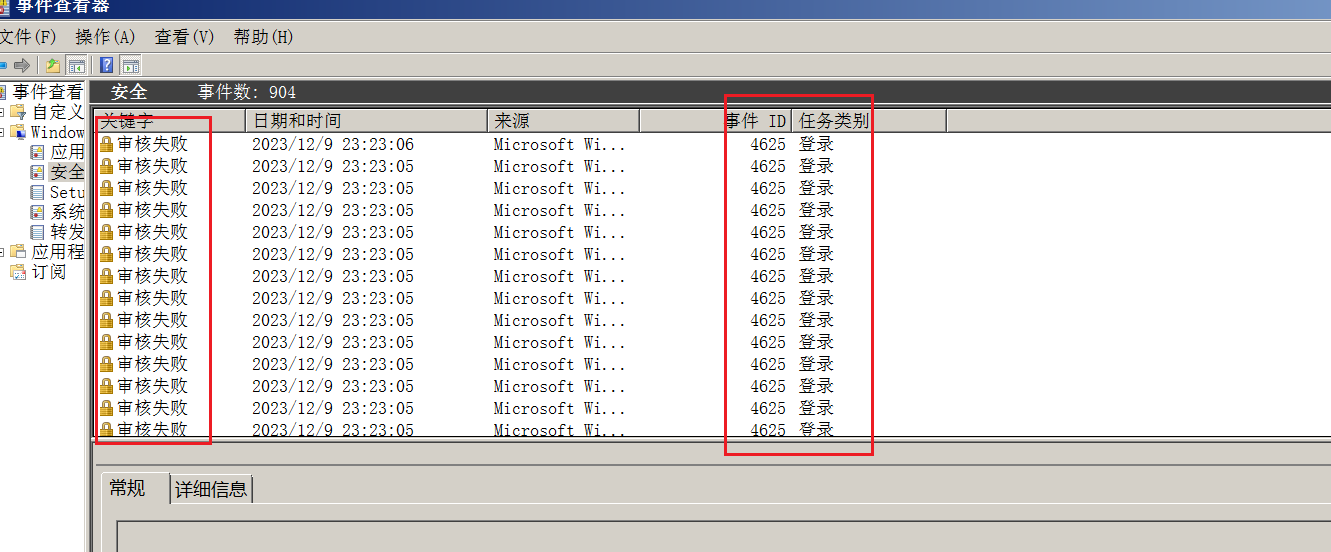 事件查看器
文件(F) 操作(A) 查看(V) 帮助(H)
事件查看
自定义
Window
应用
安全
Setu
系统
转发
应用程
订阅
安全 事件数: 904
关键字 日期和时间 来源 事件 ID 任务类别
审核失败 2023/12/9 23:23:06 Microsoft Wi... 4625 登录
审核失败 2023/12/9 23:23:05 Microsoft Wi... 4625 登录
审核失败 2023/12/9 23:23:05 Microsoft Wi... 4625 登录
审核失败 2023/12/9 23:23:05 Microsoft Wi... 4625 登录
审核失败 2023/12/9 23:23:05 Microsoft Wi... 4625 登录
审核失败 2023/12/9 23:23:05 Microsoft Wi... 4625 登录
审核失败 2023/12/9 23:23:05 Microsoft Wi... 4625 登录
审核失败 2023/12/9 23:23:05 Microsoft Wi... 4625 登录
审核失败 2023/12/9 23:23:05 Microsoft Wi... 4625 登录
审核失败 2023/12/9 23:23:05 Microsoft Wi... 4625 登录
审核失败 2023/12/9 23:23:05 Microsoft Wi... 4625 登录
审核失败 2023/12/9 23:23:05 Microsoft Wi... 4625 登录
审核失败 2023/12/9 23:23:05 Microsoft Wi... 4625 登录
审核失败 2023/12/9 23:23:05 Microsoft Wi... 4625 登录
常规 详细信息